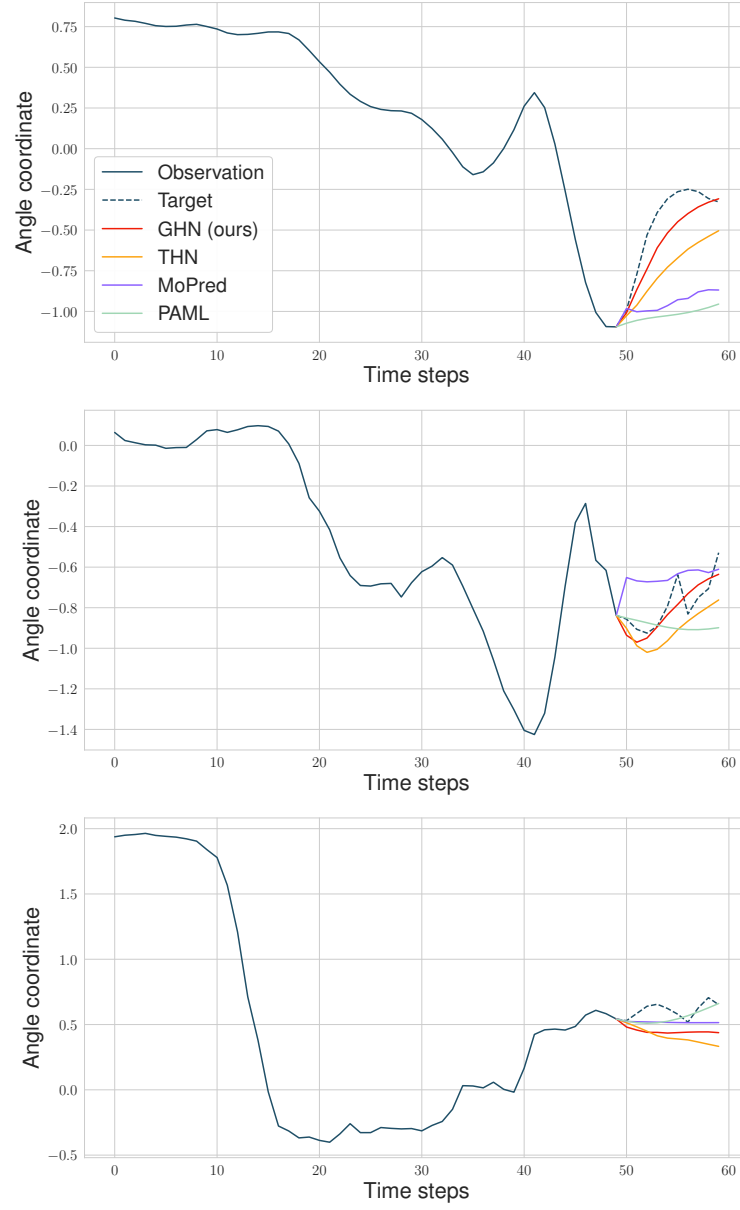 0.75
0.50
0.25
0.00
−0.25
−0.50
−0.75
−1.00
Angle coordinate
Observation
Target
GHN (ours)
THN
MoPred
PAML
0 10 20 30 40 50 60
Time steps
0.0
−0.2
−0.4
−0.6
−0.8
−1.0
−1.2
−1.4
Angle coordinate
0 10 20 30 40 50 60
Time steps
2.0
1.5
1.0
0.5
0.0
−0.5
Angle coordinate
0 10 20 30 40 50 60
Time steps